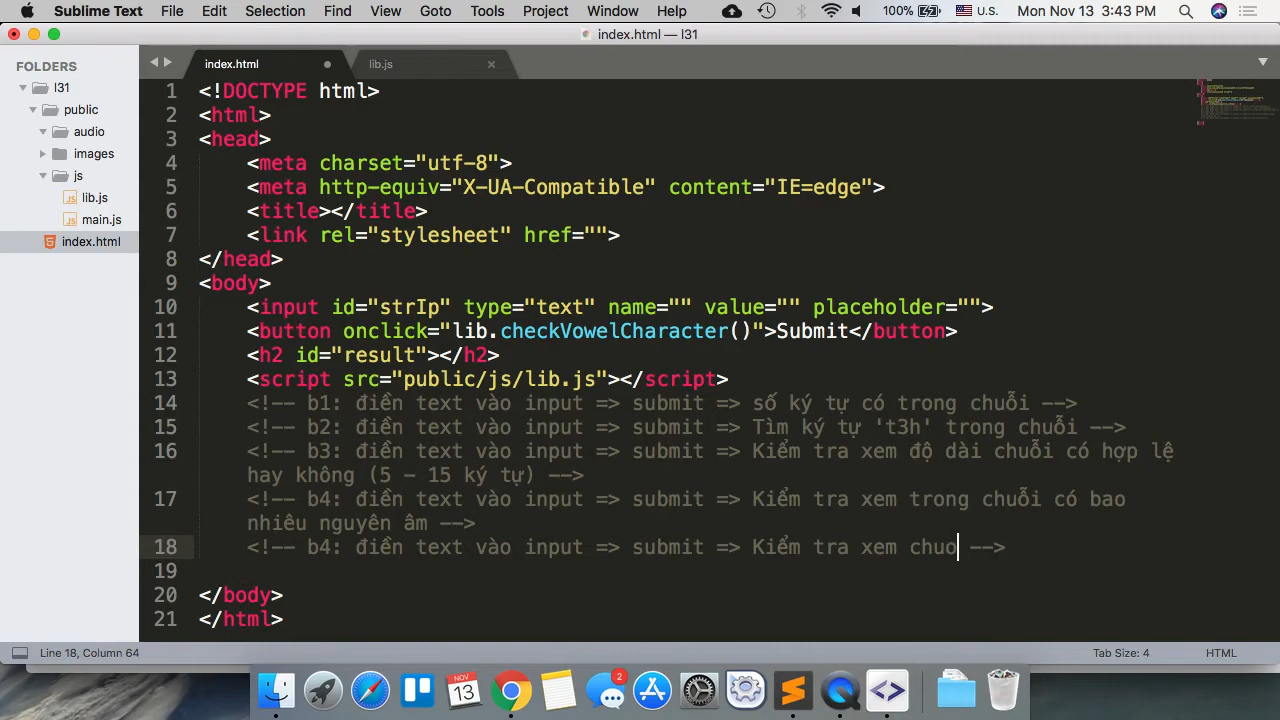 Sublime Text File Edit Selection Find View Goto Tools Project Window Help 100% U.S. Mon Nov 13 3:43 PM
index.html — l31
FOLDERS
l31
public
audio
images
js
lib.js
main.js
index.html
index.html lib.js
1 <!DOCTYPE html>
2 <html>
3 <head>
4 <meta charset="utf-8">
5 <meta http-equiv="X-UA-Compatible" content="IE=edge">
6 <title></title>
7 <link rel="stylesheet" href="">
8 </head>
9 <body>
10 <input id="strIp" type="text" name="" value="" placeholder="">
11 <button onclick="lib.checkVowelCharacter()">Submit</button>
12 <h2 id="result"></h2>
13 <script src="public/js/lib.js"></script>
14 <!-- b1: điền text vào input => submit => số ký tự có trong chuỗi -->
15 <!-- b2: điền text vào input => submit => Tìm ký tự 't3h' trong chuỗi -->
16 <!-- b3: điền text vào input => submit => Kiểm tra xem độ dài chuỗi có hợp lệ
hay không (5 - 15 ký tự) -->
17 <!-- b4: điền text vào input => submit => Kiểm tra xem trong chuỗi có bao
nhiêu nguyên âm -->
18 <!-- b4: điền text vào input => submit => Kiểm tra xem chuo -->
19
20 </body>
21 </html>
Line 18, Column 64 Tab Size: 4 HTML
NOV
13
2